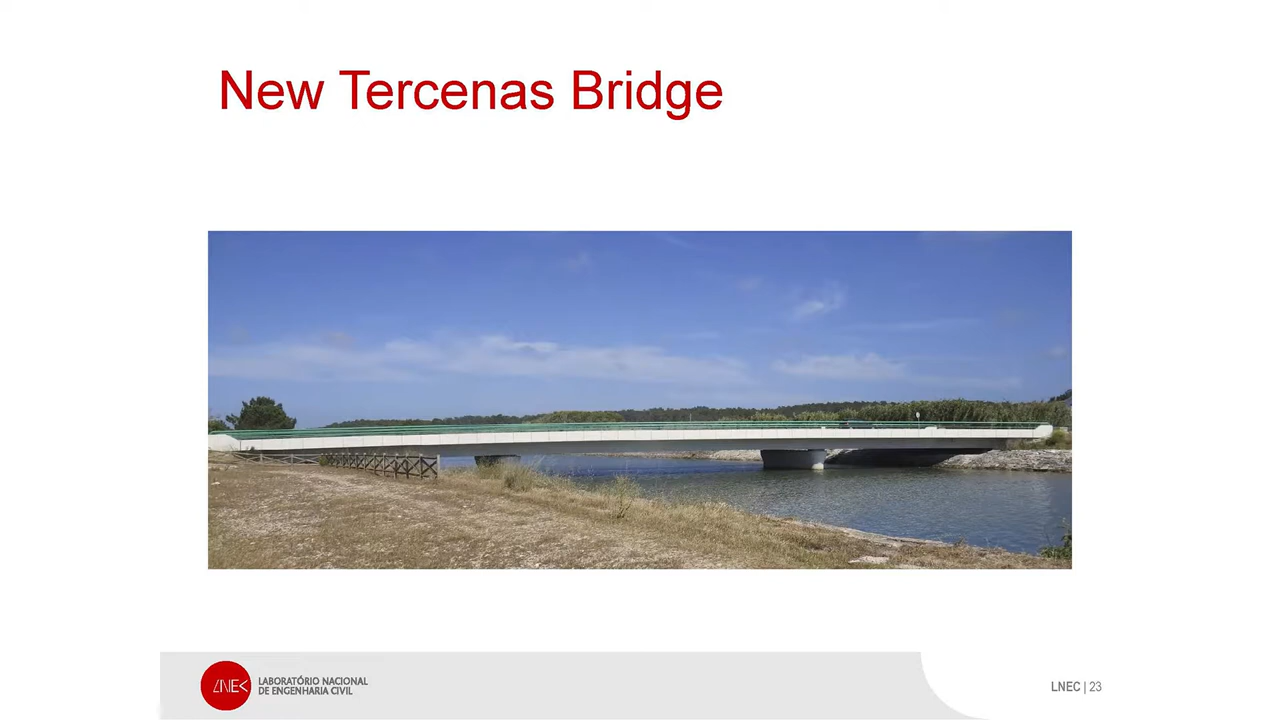 New Tercenas Bridge
LNEC
LABORATÓRIO NACIONAL
DE ENGENHARIA CIVIL
LNEC | 23